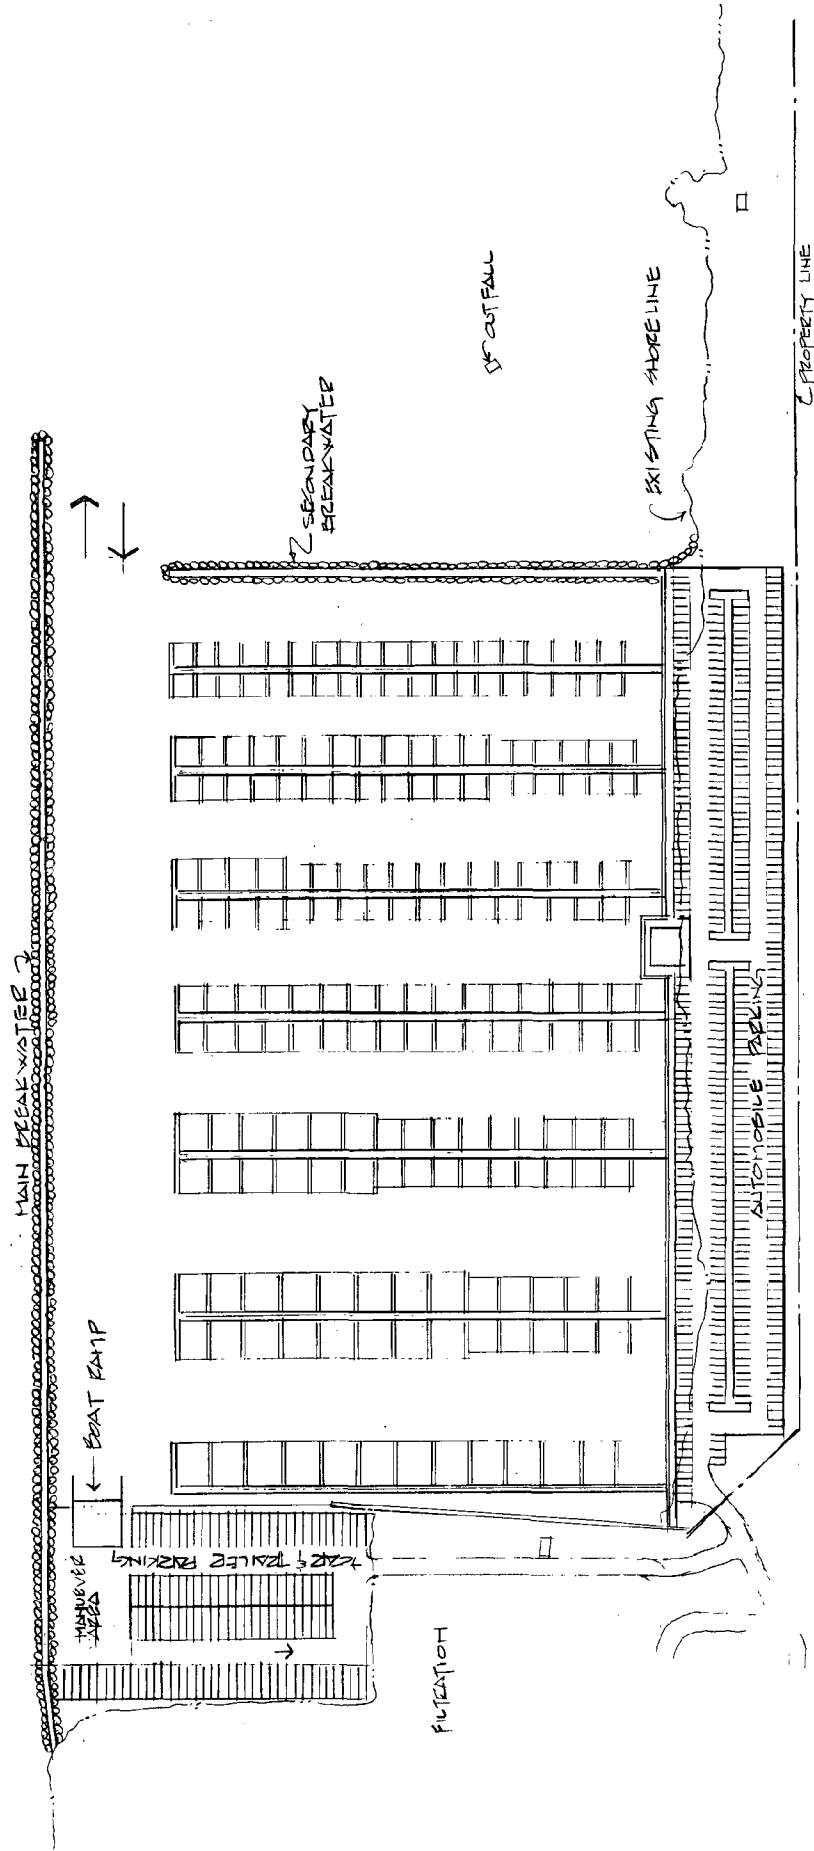 MAIN BREAKWATER
SECONDARY
BREAKWATER
OUTFALL
EXISTING SHORELINE
PROPERTY LINE
BOAT RAMP
MANUEVER
AREA
CAR & TRAILER PARKING
AUTOMOBILE PARKING
FILTRATION